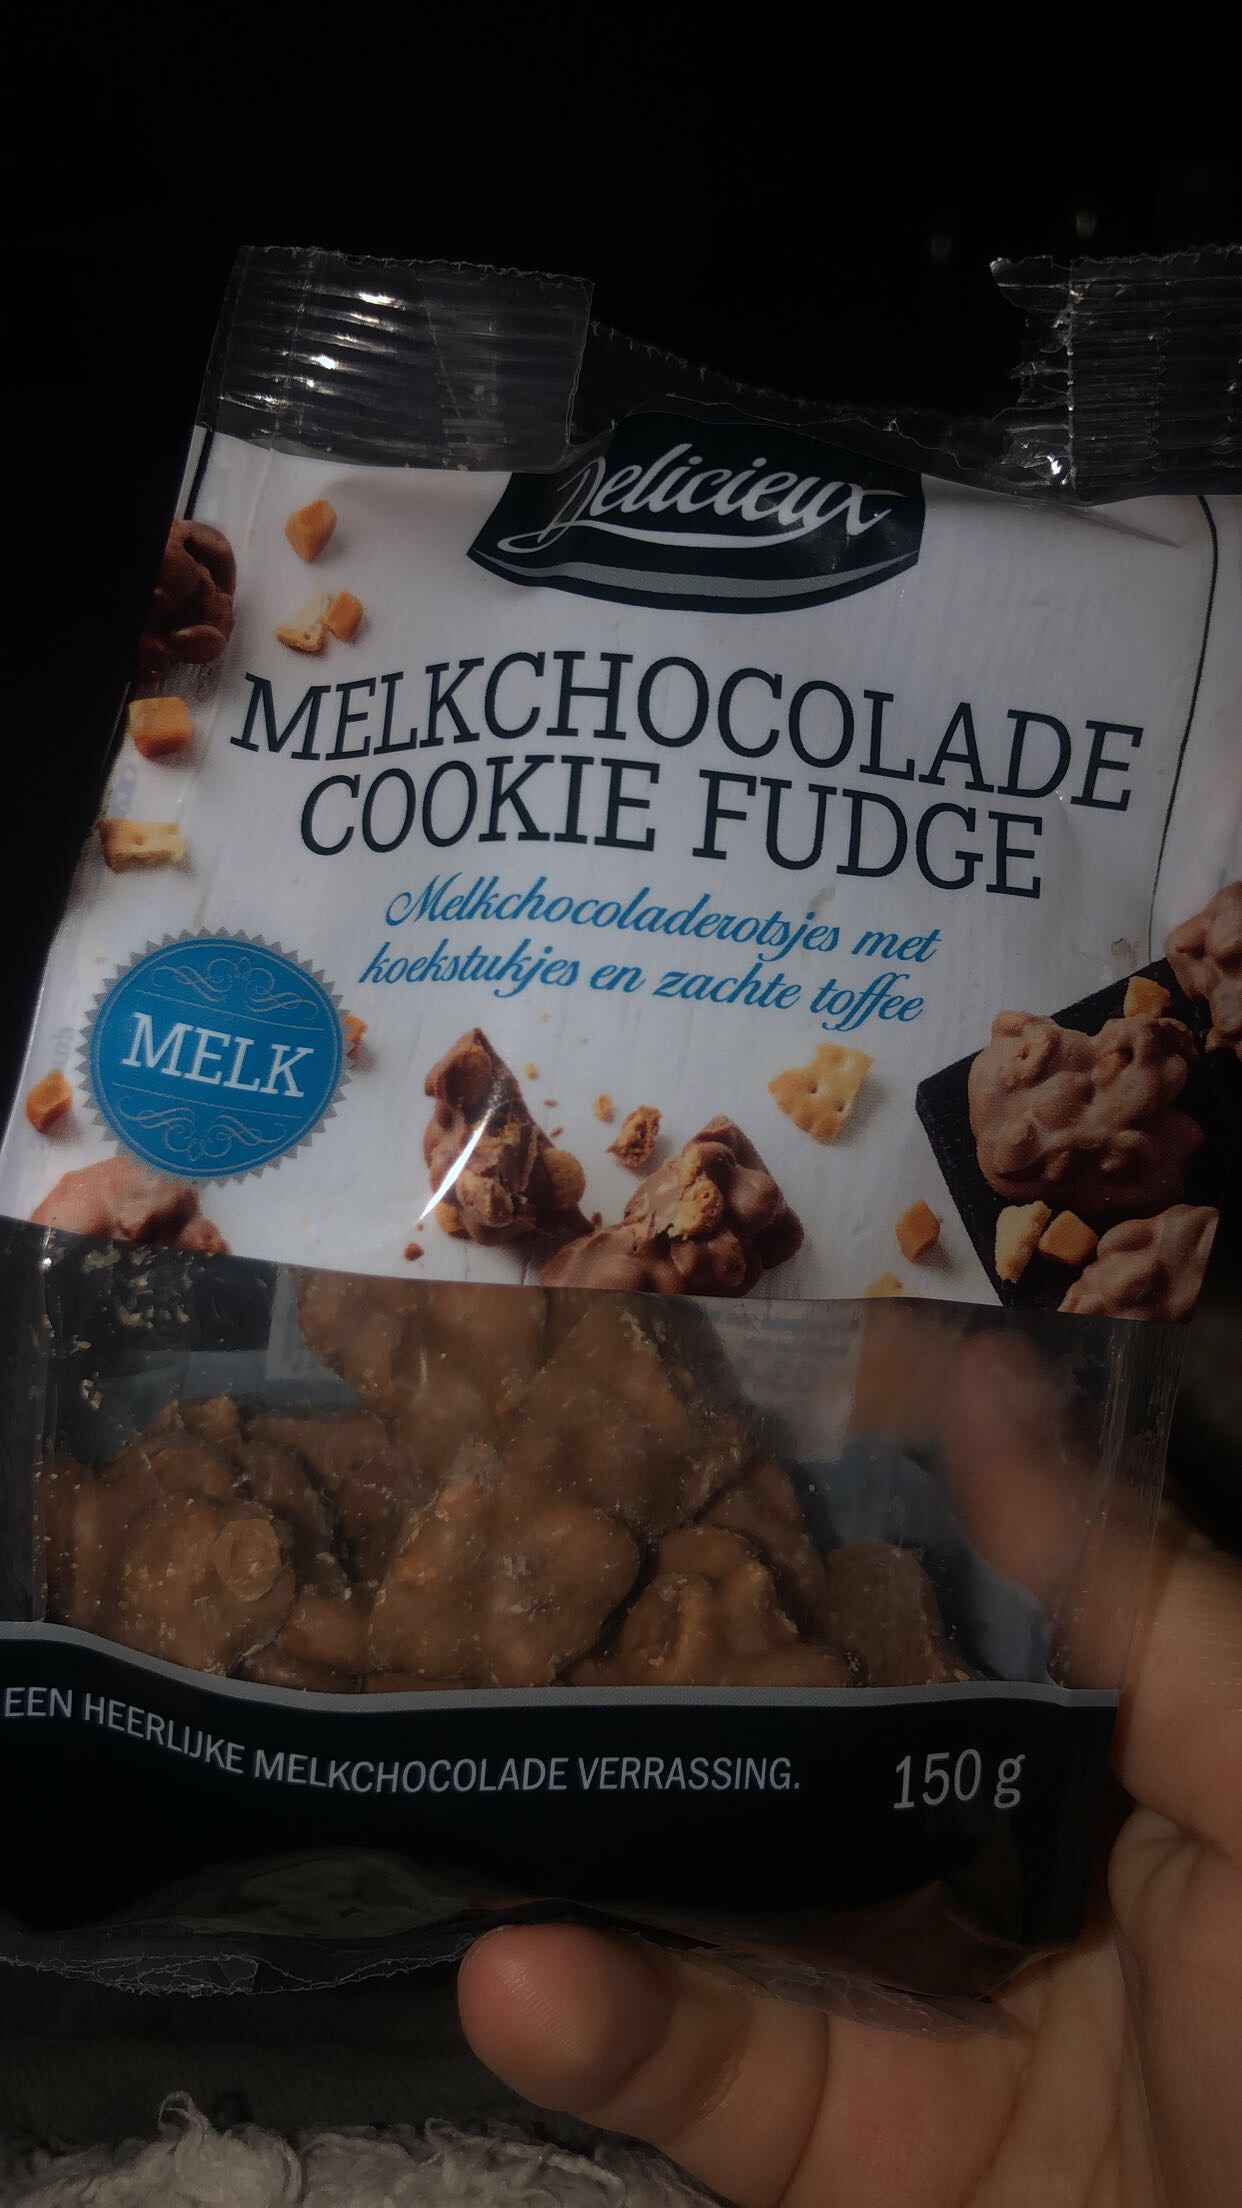 Delicieux
MELKCHOCOLADE
COOKIE FUDGE
Melkchocoladerotsjes met
koekstukjes en zachte toffee
MELK
EEN HEERLIJKE MELKCHOCOLADE VERRASSING.
150 g